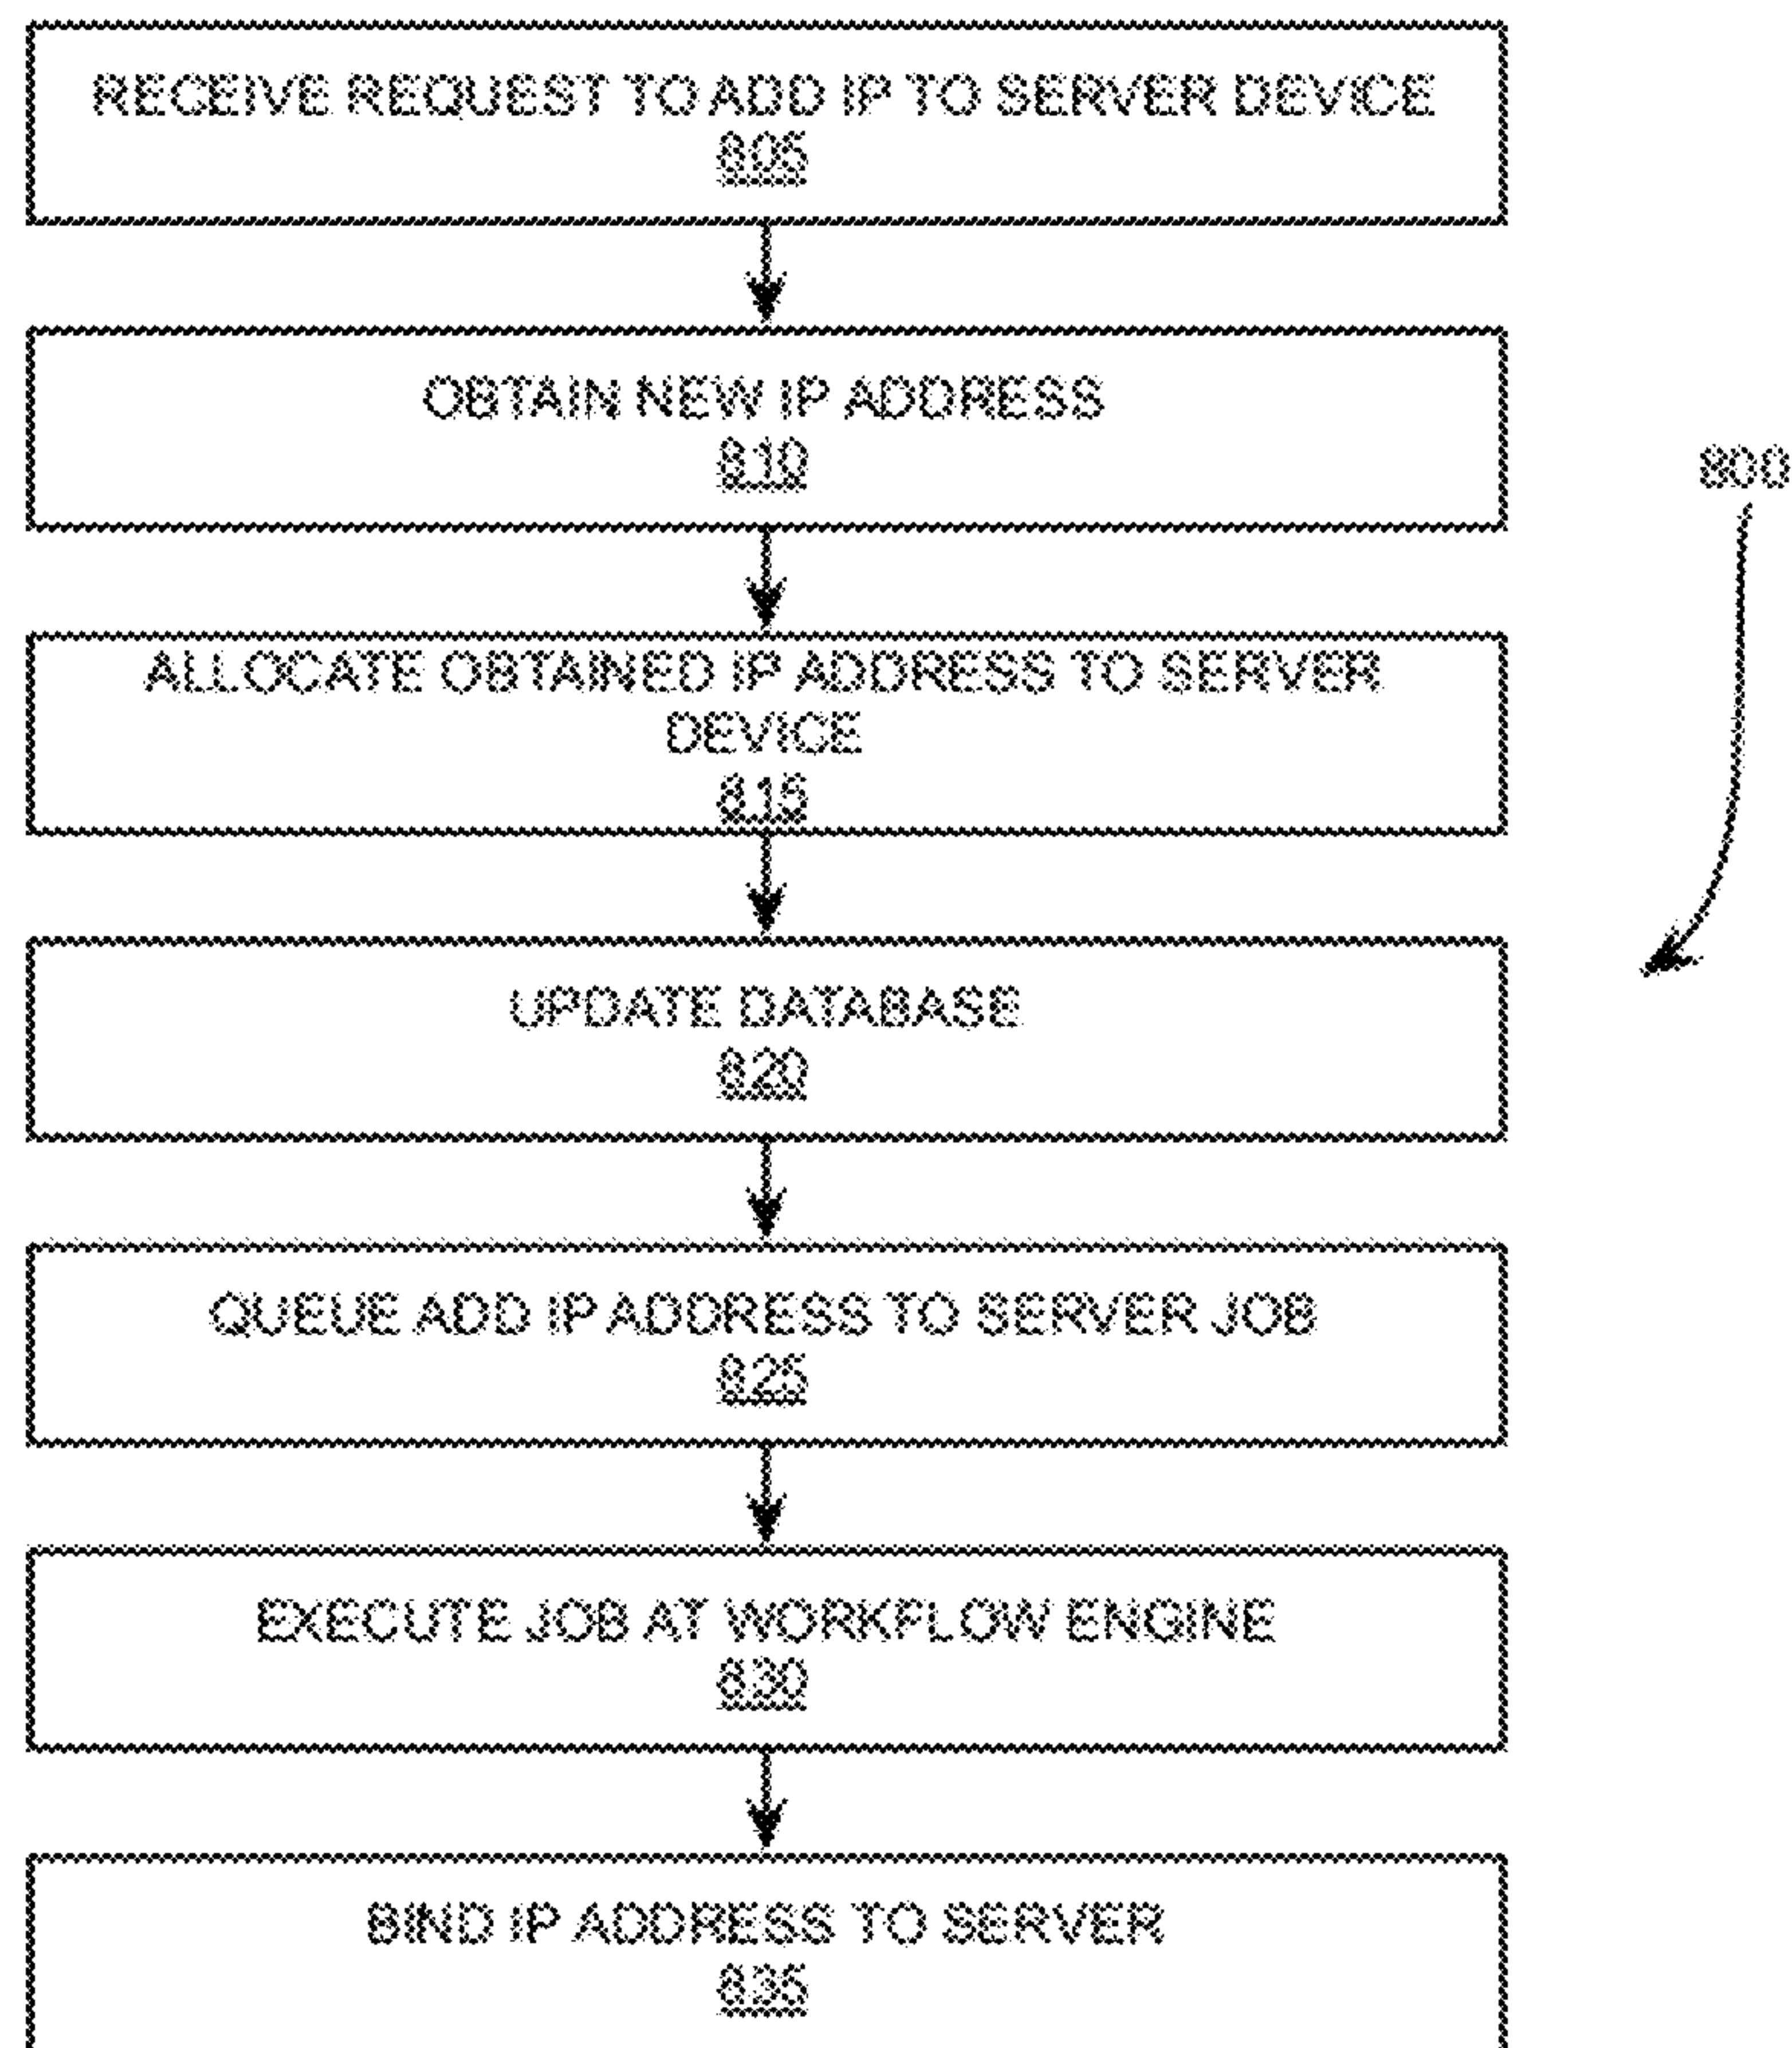 RECEIVE REQUEST TO ADD IP TO SERVER DEVICE
805
OBTAIN NEW IP ADDRESS
810
800
ALLOCATE OBTAINED IP ADDRESS TO SERVER
DEVICE
815
UPDATE DATABASE
820
QUEUE ADD IP ADDRESS TO SERVER JOB
825
EXECUTE JOB AT WORKFLOW ENGINE
830
BIND IP ADDRESS TO SERVER
835